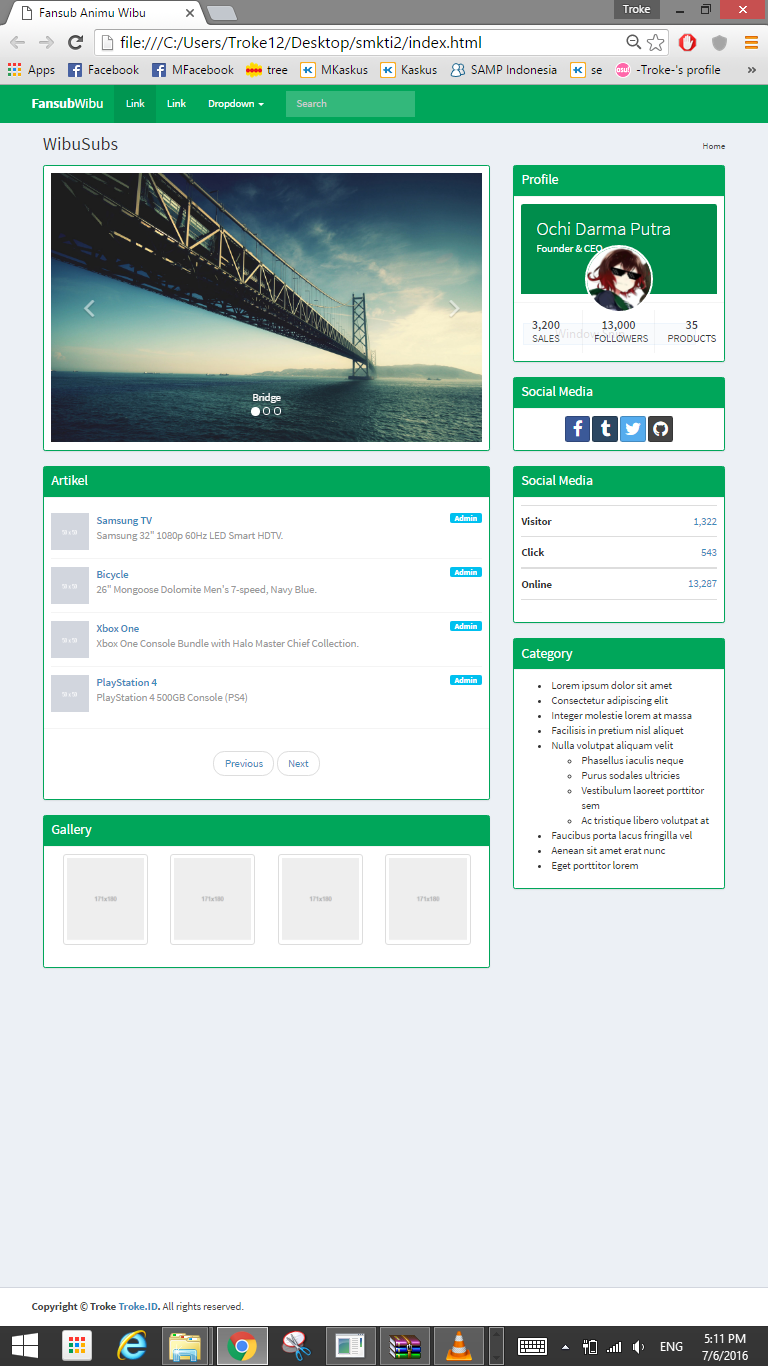 Fansub Animu Wibu
Troke
file:///C:/Users/Troke12/Desktop/smkti2/index.html
Apps Facebook MFacebook tree MKaskus Kaskus SAMP Indonesia se -Troke-'s profile »
FansubWibu Link Link Dropdown Search
WibuSubs
Home
Bridge
Artikel
Samsung TV Admin
Samsung 32" 1080p 60Hz LED Smart HDTV.
Bicycle Admin
26" Mongoose Dolomite Men's 7-speed, Navy Blue.
Xbox One Admin
Xbox One Console Bundle with Halo Master Chief Collection.
PlayStation 4 Admin
PlayStation 4 500GB Console (PS4)
Previous Next
Gallery
171x180 171x180 171x180 171x180
Profile
Ochi Darma Putra
Founder & CEO
3,200 13,000 35
SALES FOLLOWERS PRODUCTS
Social Media
Social Media
Visitor 1,322
Click 543
Online 13,287
Category
Lorem ipsum dolor sit amet
Consectetur adipiscing elit
Integer molestie lorem at massa
Facilisis in pretium nisl aliquet
Nulla volutpat aliquam velit
Phasellus iaculis neque
Purus sodales ultricies
Vestibulum laoreet porttitor
sem
Ac tristique libero volutpat at
Faucibus porta lacus fringilla vel
Aenean sit amet erat nunc
Eget porttitor lorem
Copyright © Troke Troke.ID. All rights reserved.
ENG
5:11 PM
7/6/2016